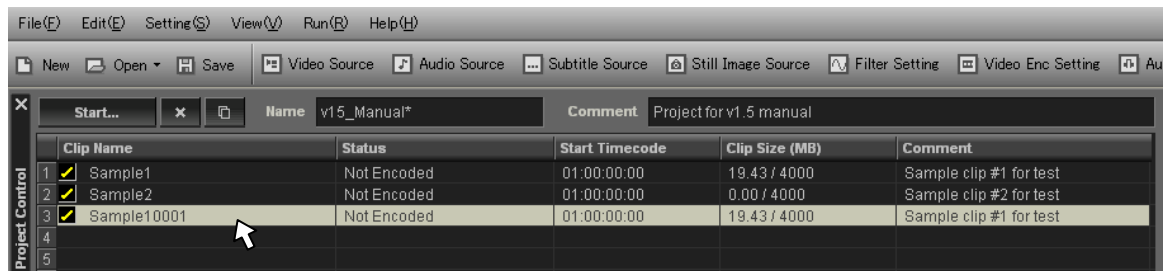 File(F) Edit(E) Setting(S) View(V) Run(R) Help(H)
New Open Save Video Source Audio Source Subtitle Source Still Image Source Filter Setting Video Enc Setting Au
Start... Name v15_Manual* Comment Project for v1.5 manual
Clip Name Status Start Timecode Clip Size (MB) Comment
1 Sample1 Not Encoded 01:00:00:00 19.43 / 4000 Sample clip #1 for test
2 Sample2 Not Encoded 01:00:00:00 0.00 / 4000 Sample clip #2 for test
3 Sample10001 Not Encoded 01:00:00:00 19.43 / 4000 Sample clip #1 for test
4
5
Project Control